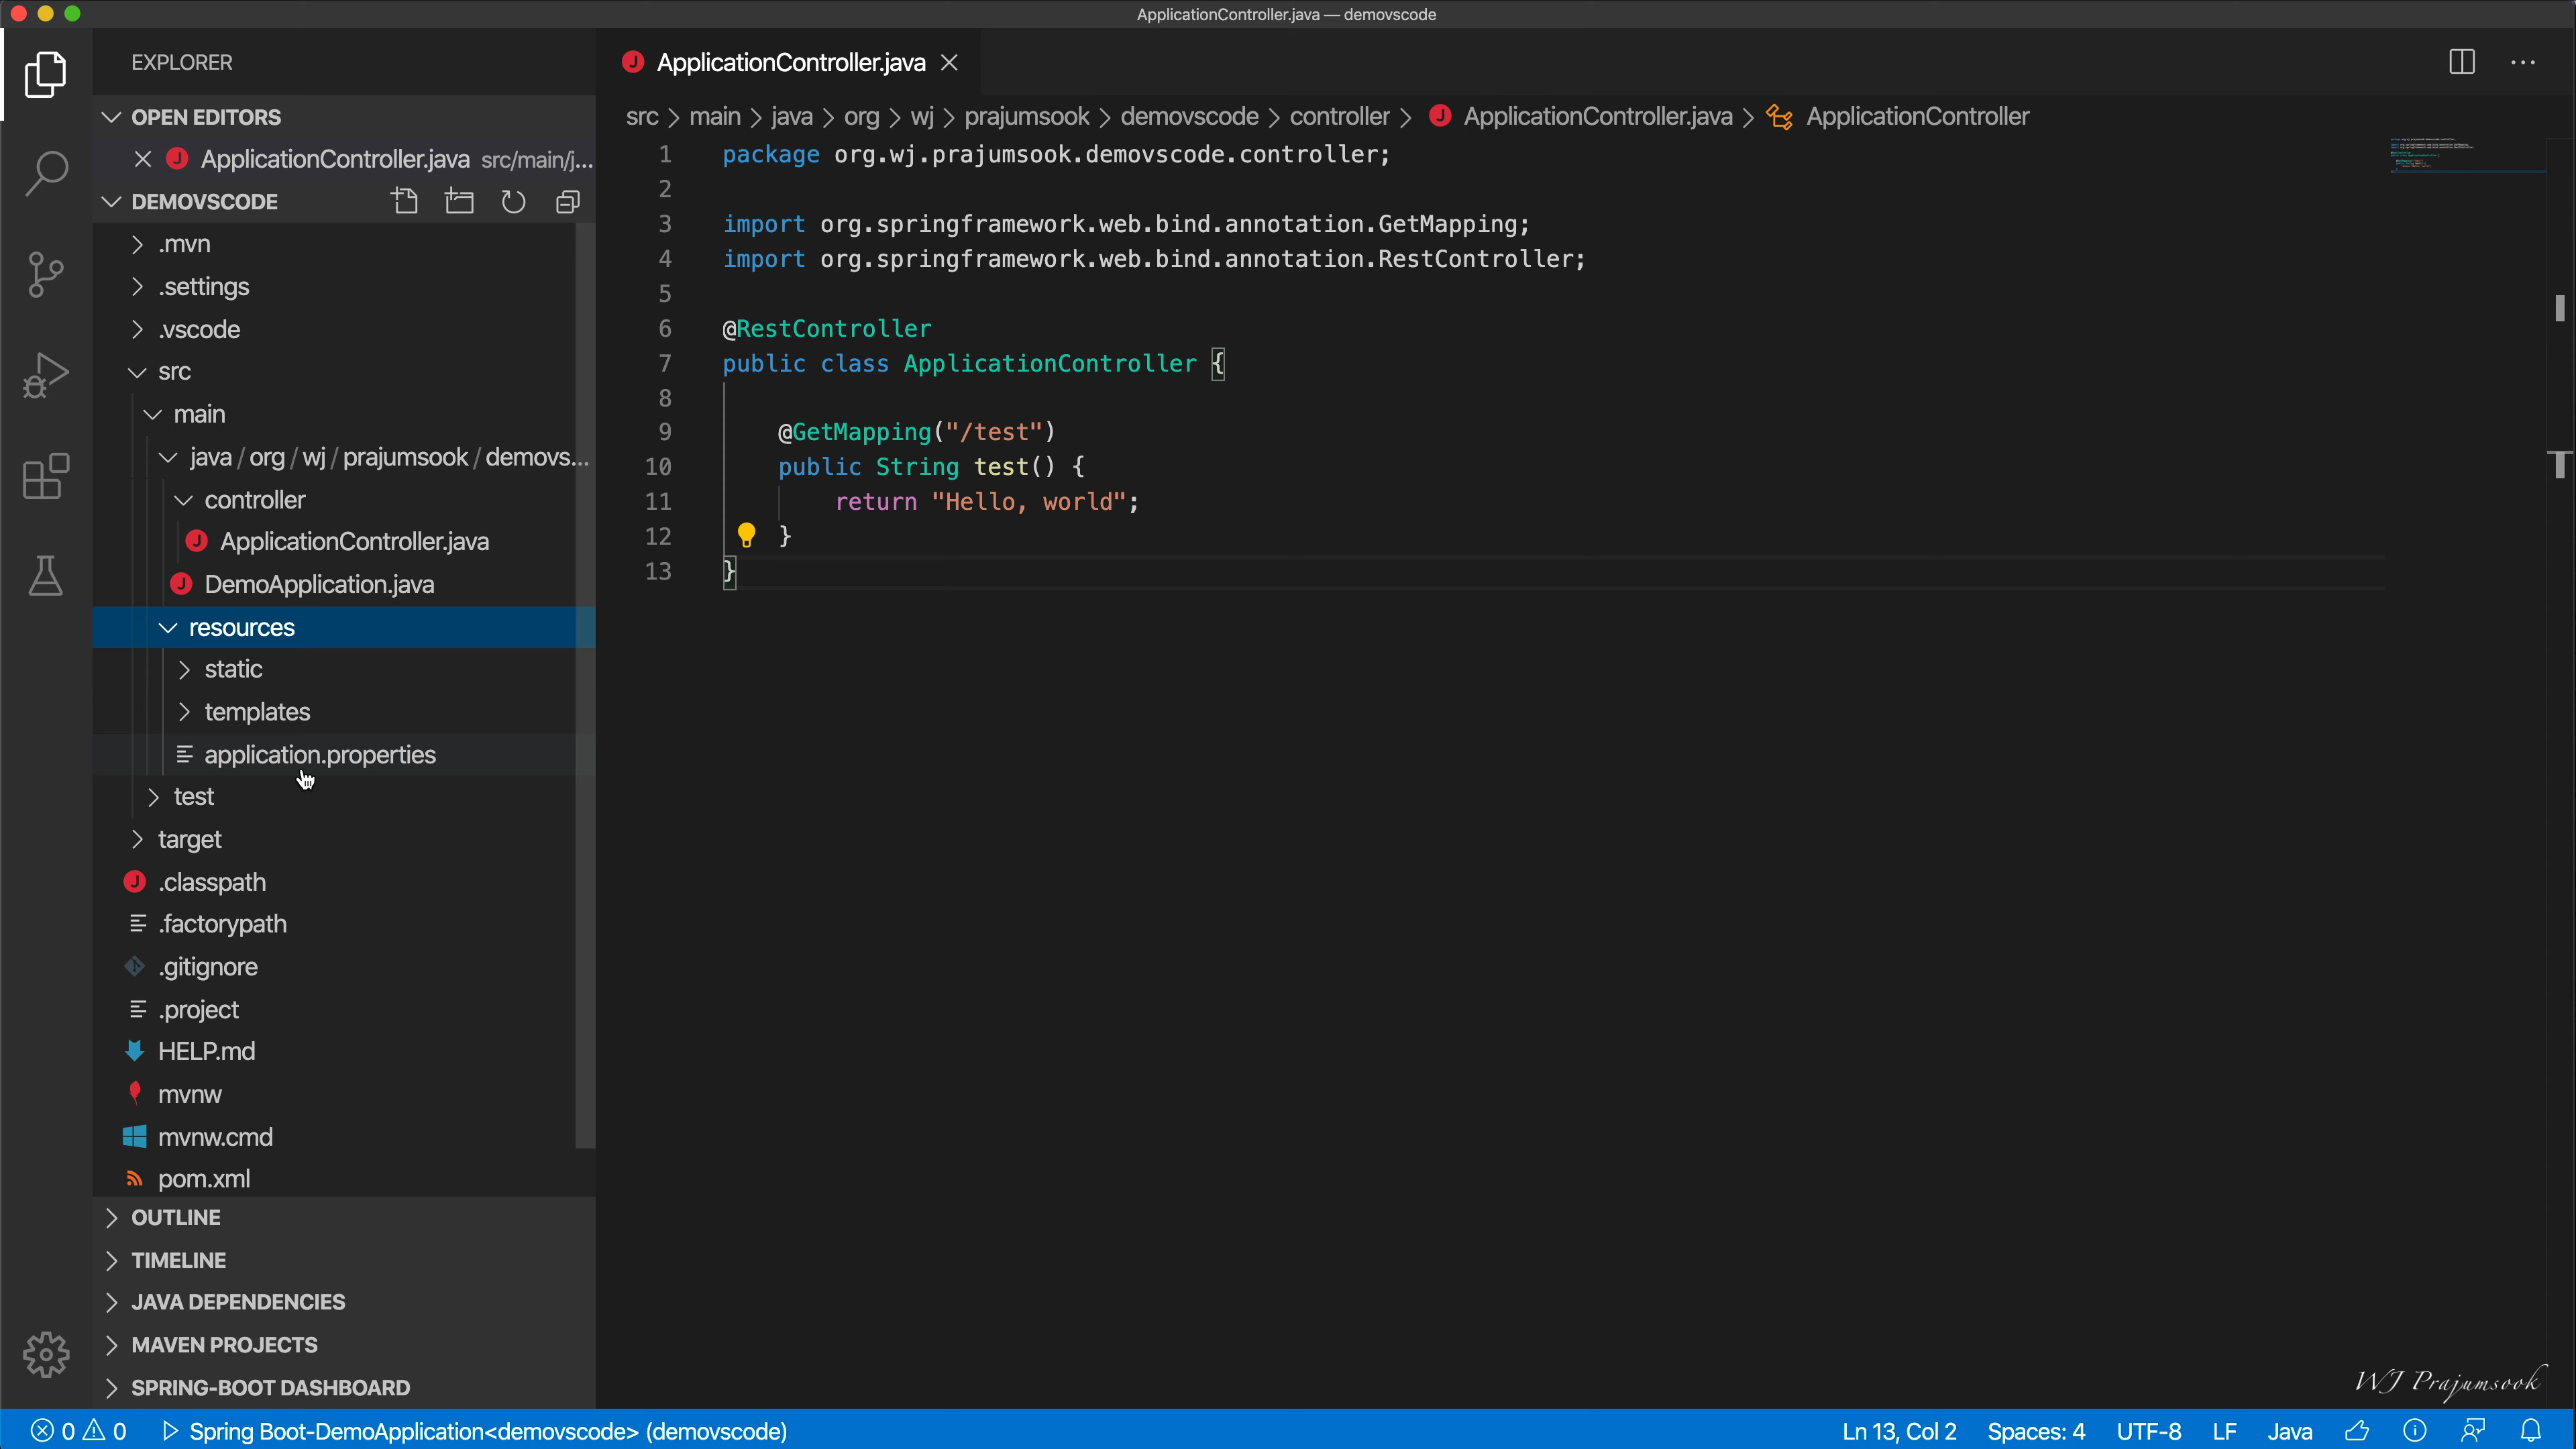 ApplicationController.java — demovscode
EXPLORER
OPEN EDITORS
ApplicationController.java src/main/j...
DEMOVSCODE
.mvn
.settings
.vscode
src
main
java / org / wj / prajumsook / demovs...
controller
ApplicationController.java
DemoApplication.java
resources
static
templates
application.properties
test
target
.classpath
.factorypath
.gitignore
.project
HELP.md
mvnw
mvnw.cmd
pom.xml
OUTLINE
TIMELINE
JAVA DEPENDENCIES
MAVEN PROJECTS
SPRING-BOOT DASHBOARD
ApplicationController.java
src > main > java > org > wj > prajumsook > demovscode > controller > ApplicationController.java > ApplicationController
1 package org.wj.prajumsook.demovscode.controller;
2
3 import org.springframework.web.bind.annotation.GetMapping;
4 import org.springframework.web.bind.annotation.RestController;
5
6 @RestController
7 public class ApplicationController {
8
9 @GetMapping("/test")
10 public String test() {
11 return "Hello, world";
12 }
13 }
WJ Prajumsook
0 0 Spring Boot-DemoApplication<demovscode> (demovscode)
Ln 13, Col 2 Spaces: 4 UTF-8 LF Java